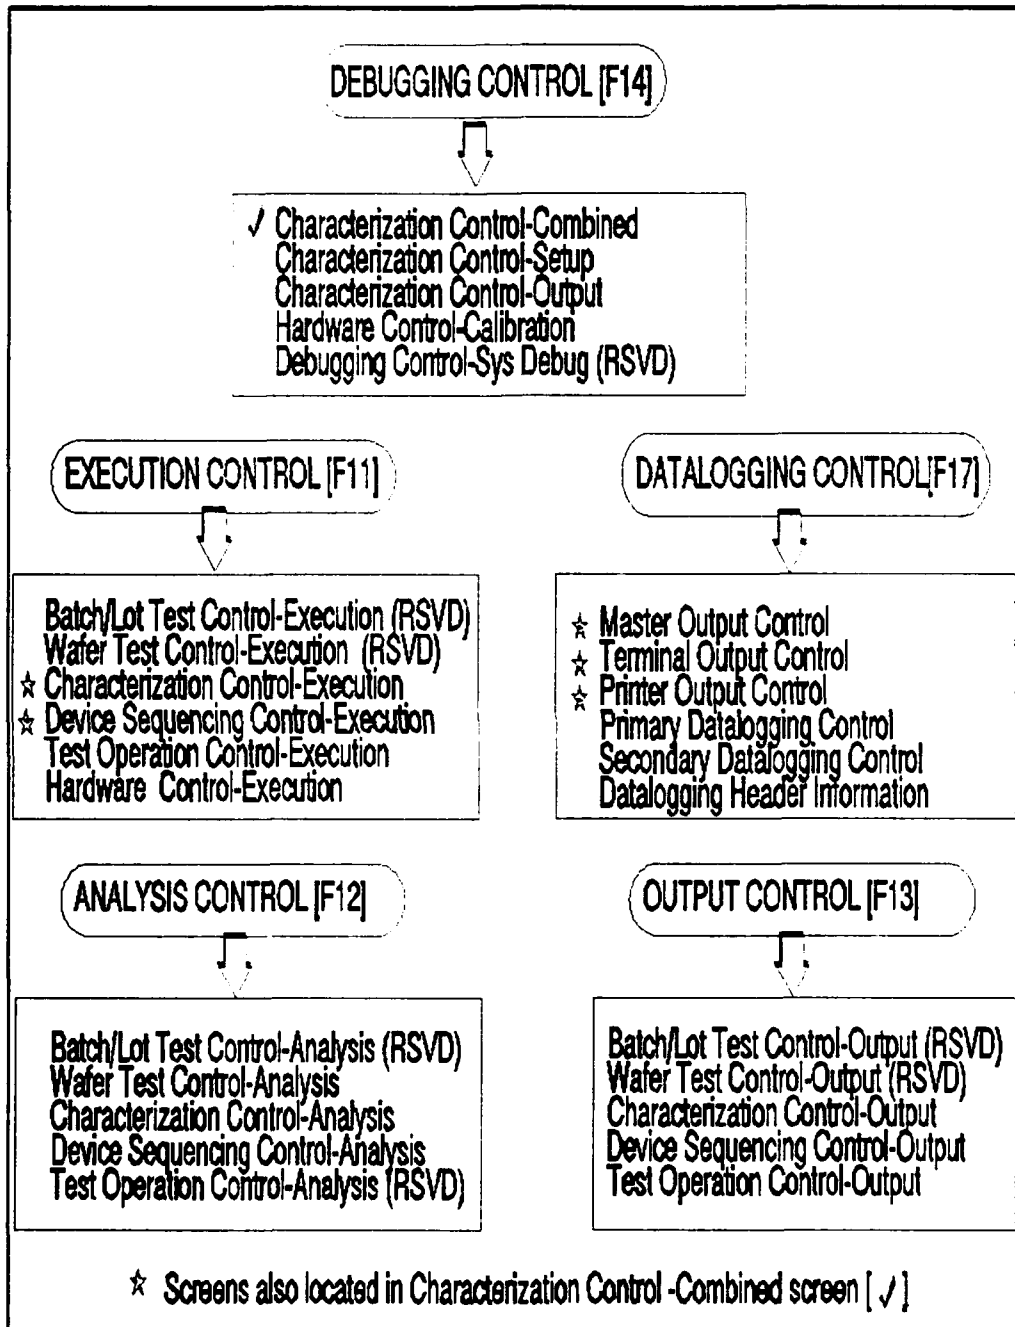 DEBUGGING CONTROL [F14]
✓ Characterization Control-Combined
Characterization Control-Setup
Characterization Control-Output
Hardware Control-Calibration
Debugging Control-Sys Debug (RSVD)
EXECUTION CONTROL [F11]
Batch/Lot Test Control-Execution (RSVD)
Wafer Test Control-Execution (RSVD)
☆ Characterization Control-Execution
☆ Device Sequencing Control-Execution
Test Operation Control-Execution
Hardware Control-Execution
DATALOGGING CONTROL[F17]
☆ Master Output Control
☆ Terminal Output Control
☆ Printer Output Control
Primary Datalogging Control
Secondary Datalogging Control
Datalogging Header Information
ANALYSIS CONTROL [F12]
Batch/Lot Test Control-Analysis (RSVD)
Wafer Test Control-Analysis
Characterization Control-Analysis
Device Sequencing Control-Analysis
Test Operation Control-Analysis (RSVD)
OUTPUT CONTROL [F13]
Batch/Lot Test Control-Output (RSVD)
Wafer Test Control-Output (RSVD)
Characterization Control-Output
Device Sequencing Control-Output
Test Operation Control-Output
☆ Screens also located in Characterization Control -Combined screen [ ✓ ]